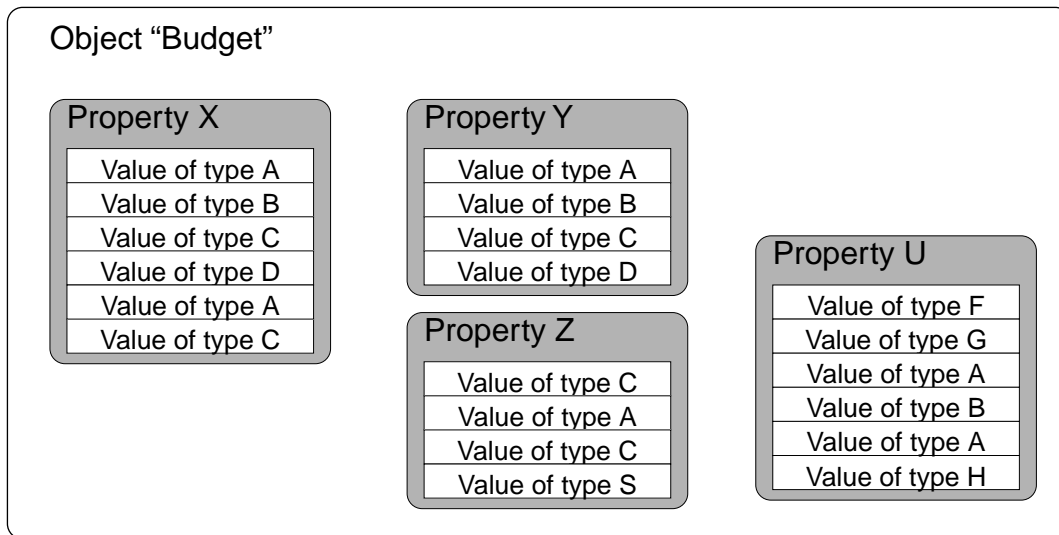 Object “Budget”
Property X
Value of type A
Value of type B
Value of type C
Value of type D
Value of type A
Value of type C
Property Y
Value of type A
Value of type B
Value of type C
Value of type D
Property Z
Value of type C
Value of type A
Value of type C
Value of type S
Property U
Value of type F
Value of type G
Value of type A
Value of type B
Value of type A
Value of type H